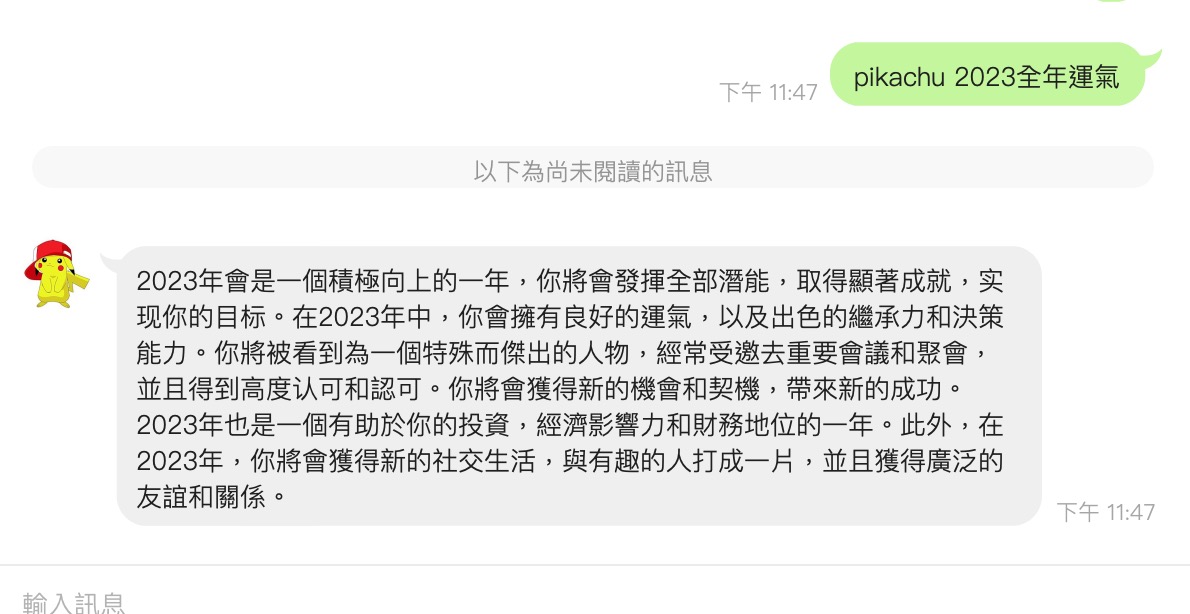 pikachu 2023全年運氣
下午 11:47
以下為尚未閱讀的訊息
2023年會是一個積極向上的一年，你將會發揮全部潛能，取得顯著成就，实
现你的目标。在2023年中，你會擁有良好的運氣，以及出色的繼承力和決策
能力。你將被看到為一個特殊而傑出的人物，經常受邀去重要會議和聚會，
並且得到高度认可和認可。你將會獲得新的機會和契機，帶來新的成功。
2023年也是一個有助於你的投資，經濟影響力和財務地位的一年。此外，在
2023年，你將會獲得新的社交生活，與有趣的人打成一片，並且獲得廣泛的
友誼和關係。
下午 11:47
輸入訊息